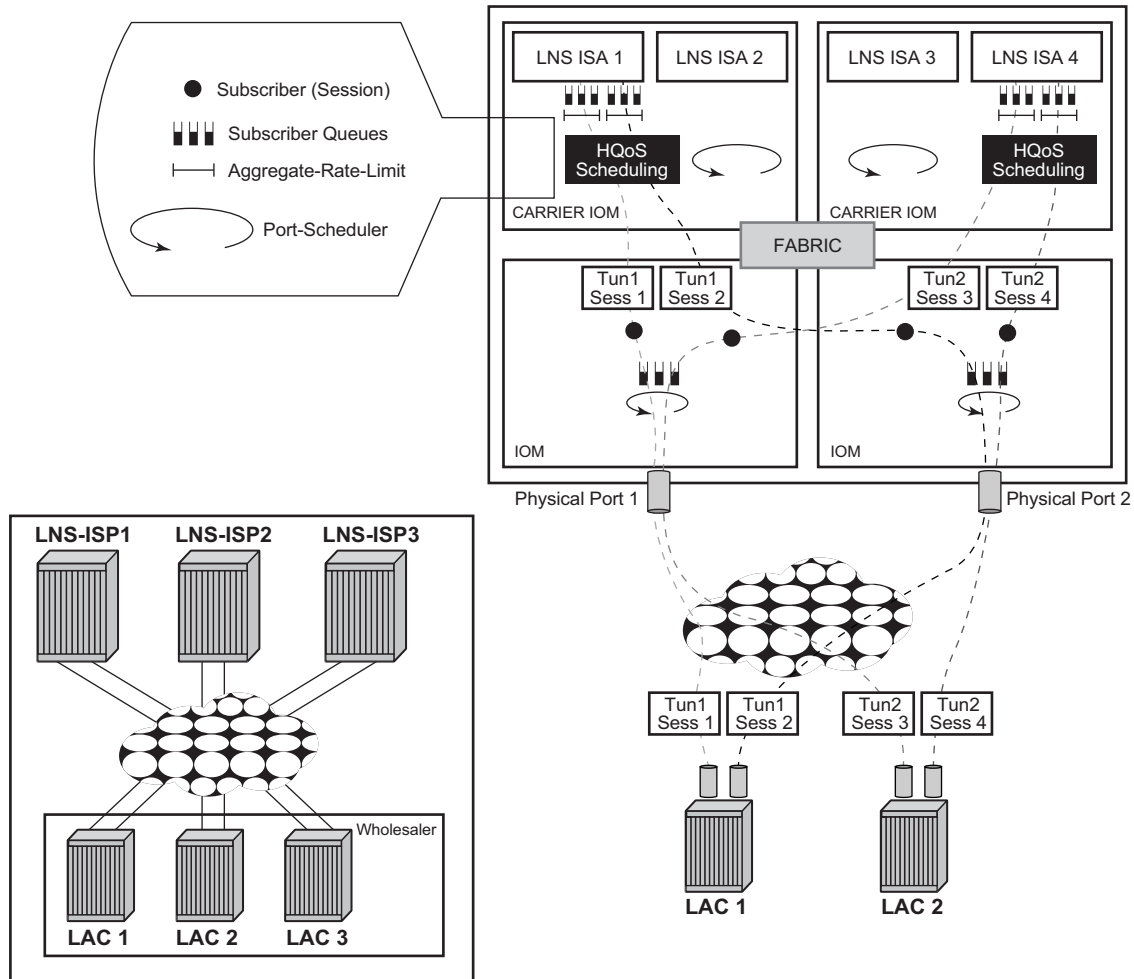 Subscriber (Session)
Subscriber Queues
Aggregate-Rate-Limit
Port-Scheduler
LNS ISA 1
LNS ISA 2
LNS ISA 3
LNS ISA 4
HQoS
Scheduling
HQoS
Scheduling
CARRIER IOM
CARRIER IOM
FABRIC
Tun1
Sess 1
Tun1
Sess 2
Tun2
Sess 3
Tun2
Sess 4
IOM
IOM
Physical Port 1
Physical Port 2
LNS-ISP1
LNS-ISP2
LNS-ISP3
Wholesaler
LAC 1
LAC 2
LAC 3
Tun1
Sess 1
Tun1
Sess 2
Tun2
Sess 3
Tun2
Sess 4
LAC 1
LAC 2